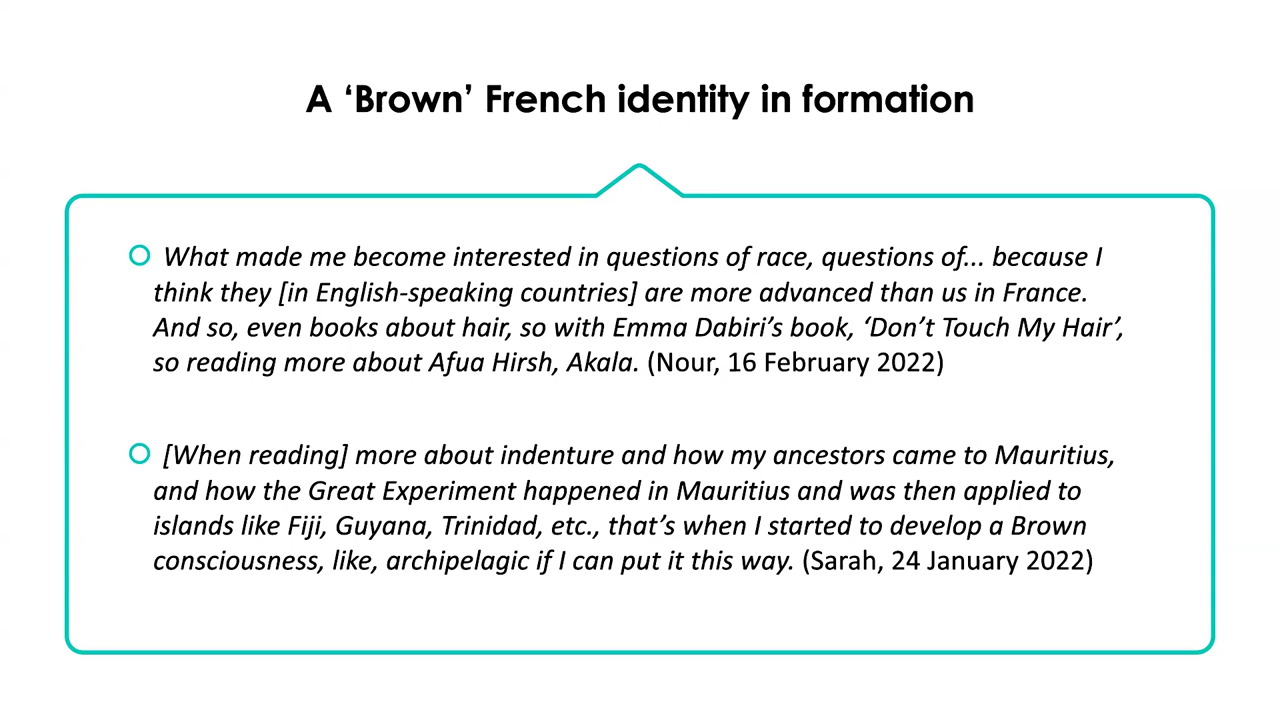 A ‘Brown’ French identity in formation
What made me become interested in questions of race, questions of... because I
think they [in English-speaking countries] are more advanced than us in France.
And so, even books about hair, so with Emma Dabiri’s book, ‘Don’t Touch My Hair’,
so reading more about Afua Hirsh, Akala. (Nour, 16 February 2022)
[When reading] more about indenture and how my ancestors came to Mauritius,
and how the Great Experiment happened in Mauritius and was then applied to
islands like Fiji, Guyana, Trinidad, etc., that’s when I started to develop a Brown
consciousness, like, archipelagic if I can put it this way. (Sarah, 24 January 2022)